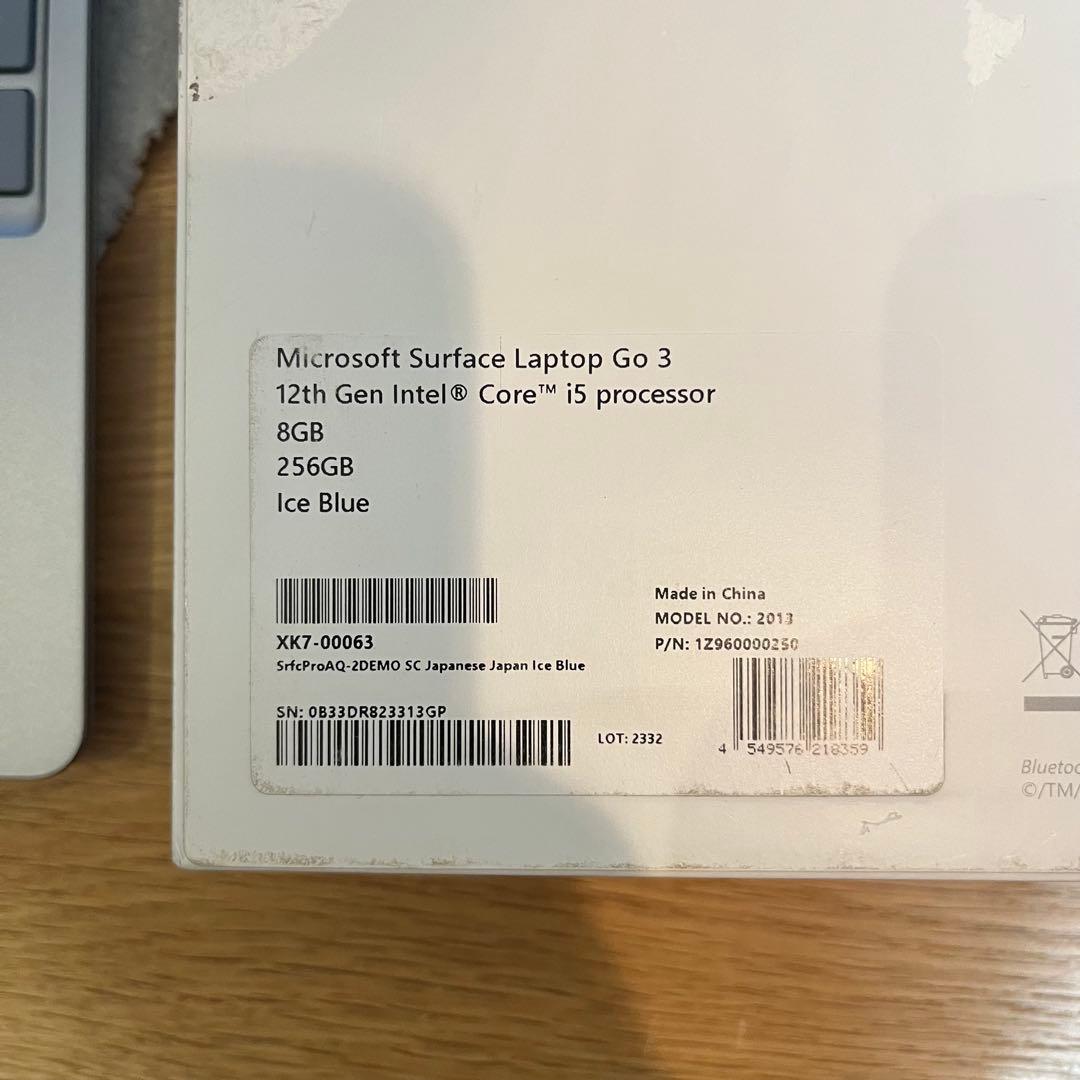 Microsoft Surface Laptop Go 3
12th Gen Intel® Core™ i5 processor
8GB
256GB
Ice Blue
XK7-00063
SrfcProAQ-2DEMO SC Japanese Japan Ice Blue
SN: 0B33DR823313GP
LOT: 2332
Made in China
MODEL NO.: 2013
P/N: 1Z960000250
4 549576 218359
©/TM/